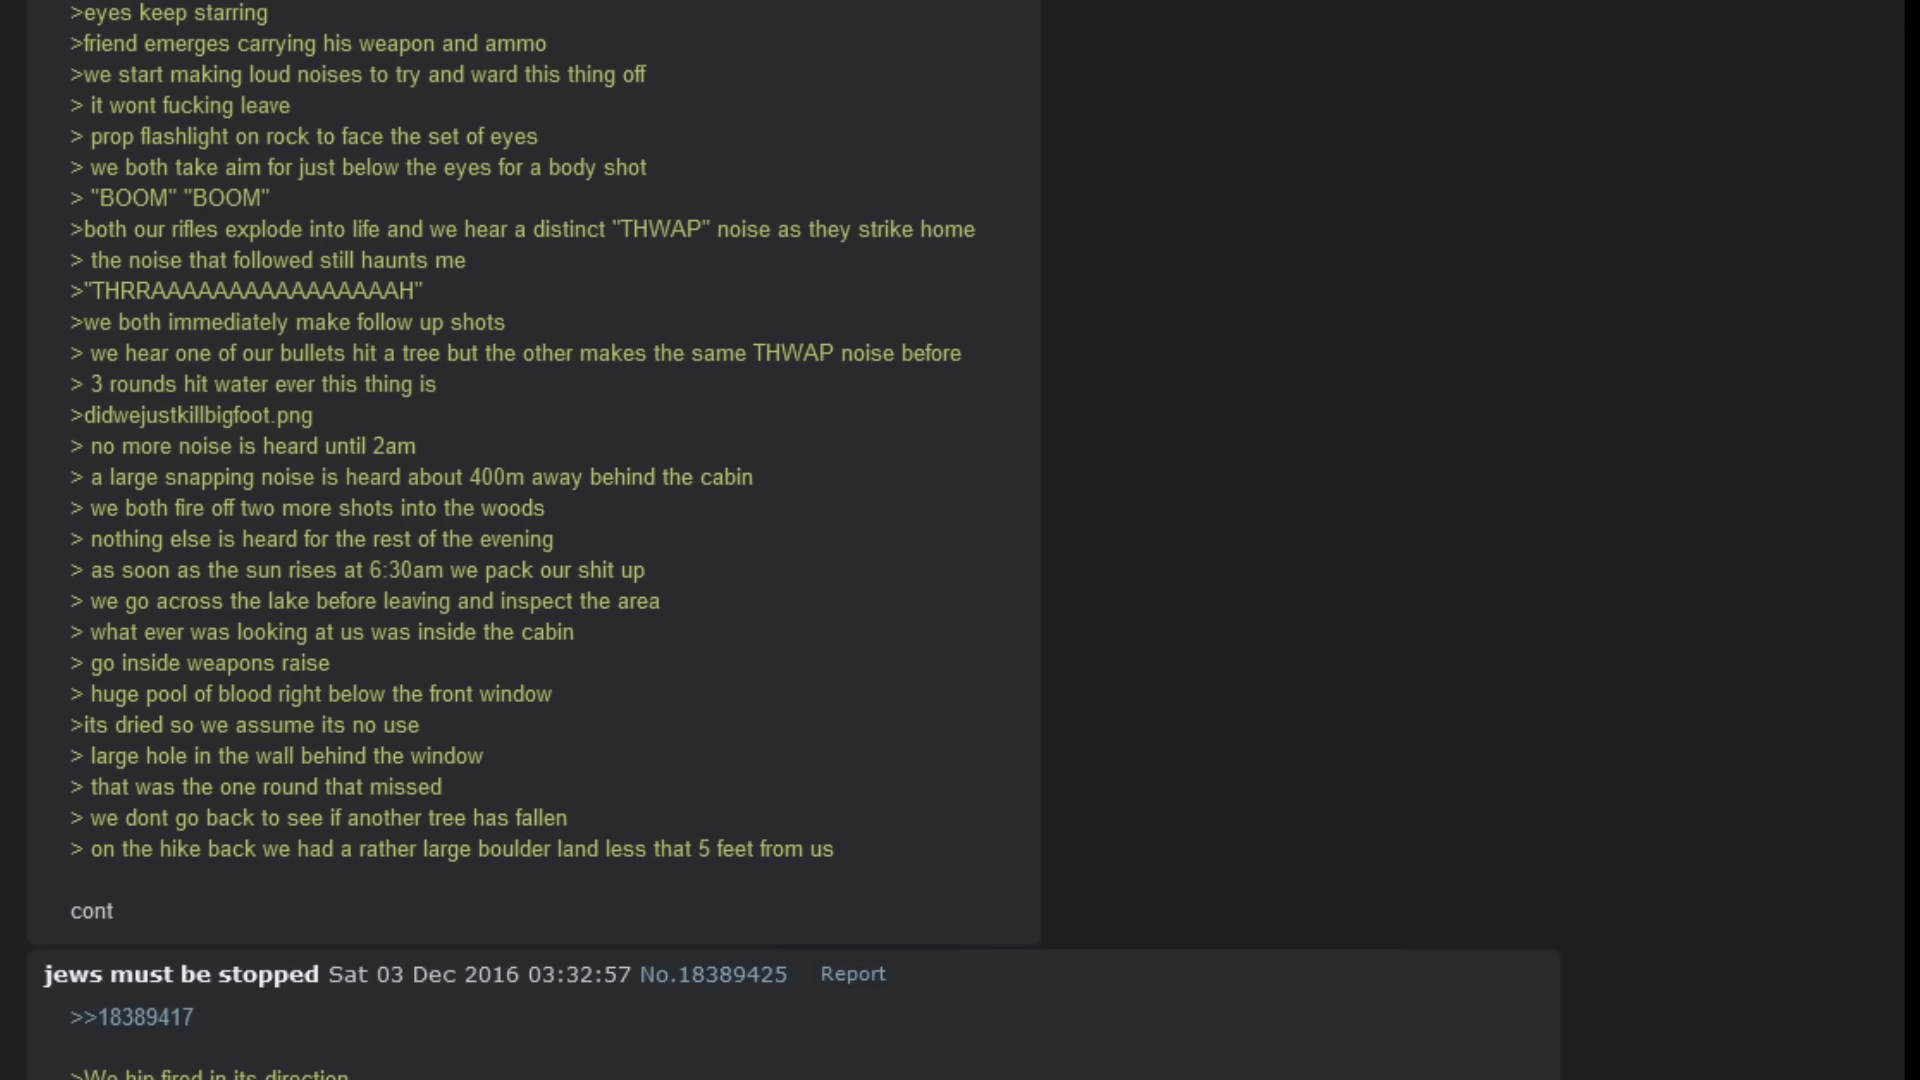 >eyes keep starring
>friend emerges carrying his weapon and ammo
>we start making loud noises to try and ward this thing off
> it wont fucking leave
> prop flashlight on rock to face the set of eyes
> we both take aim for just below the eyes for a body shot
> "BOOM" "BOOM"
>both our rifles explode into life and we hear a distinct "THWAP" noise as they strike home
> the noise that followed still haunts me
>"THRRAAAAAAAAAAAAAAAAH"
>we both immediately make follow up shots
> we hear one of our bullets hit a tree but the other makes the same THWAP noise before
> 3 rounds hit water ever this thing is
>didwejustkillbigfoot.png
> no more noise is heard until 2am
> a large snapping noise is heard about 400m away behind the cabin
> we both fire off two more shots into the woods
> nothing else is heard for the rest of the evening
> as soon as the sun rises at 6:30am we pack our shit up
> we go across the lake before leaving and inspect the area
> what ever was looking at us was inside the cabin
> go inside weapons raise
> huge pool of blood right below the front window
>its dried so we assume its no use
> large hole in the wall behind the window
> that was the one round that missed
> we dont go back to see if another tree has fallen
> on the hike back we had a rather large boulder land less that 5 feet from us
cont
jews must be stopped Sat 03 Dec 2016 03:32:57 No.18389425 Report
>>18389417
>We hip fired in its direction